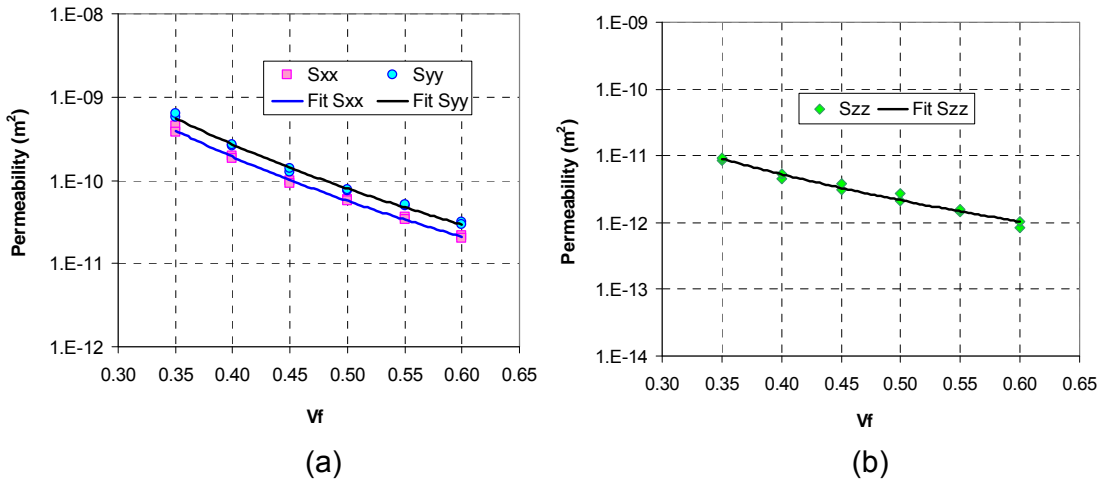 1.E-08
1.E-09
1.E-10
1.E-11
1.E-12
Permeability (m²)
Sxx Syy
Fit Sxx Fit Syy
0.30 0.35 0.40 0.45 0.50 0.55 0.60 0.65
Vf
(a)
1.E-09
1.E-10
1.E-11
1.E-12
1.E-13
1.E-14
Permeability (m²)
Szz Fit Szz
0.30 0.35 0.40 0.45 0.50 0.55 0.60 0.65
Vf
(b)